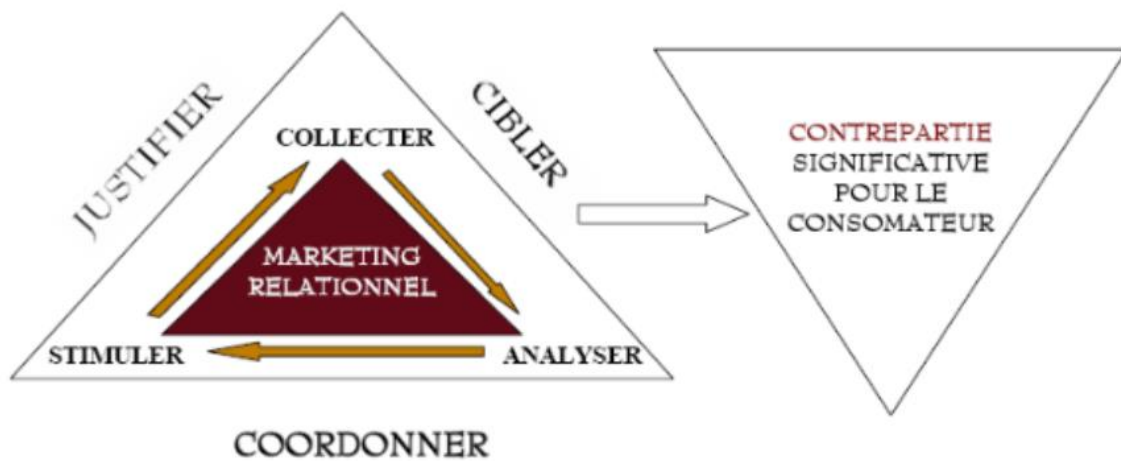 JUSTIFIER
CIBLER
COLLECTER
MARKETING
RELATIONNEL
STIMULER
ANALYSER
COORDONNER
CONTREPARTIE
SIGNIFICATIVE
POUR LE
CONSOMATEUR